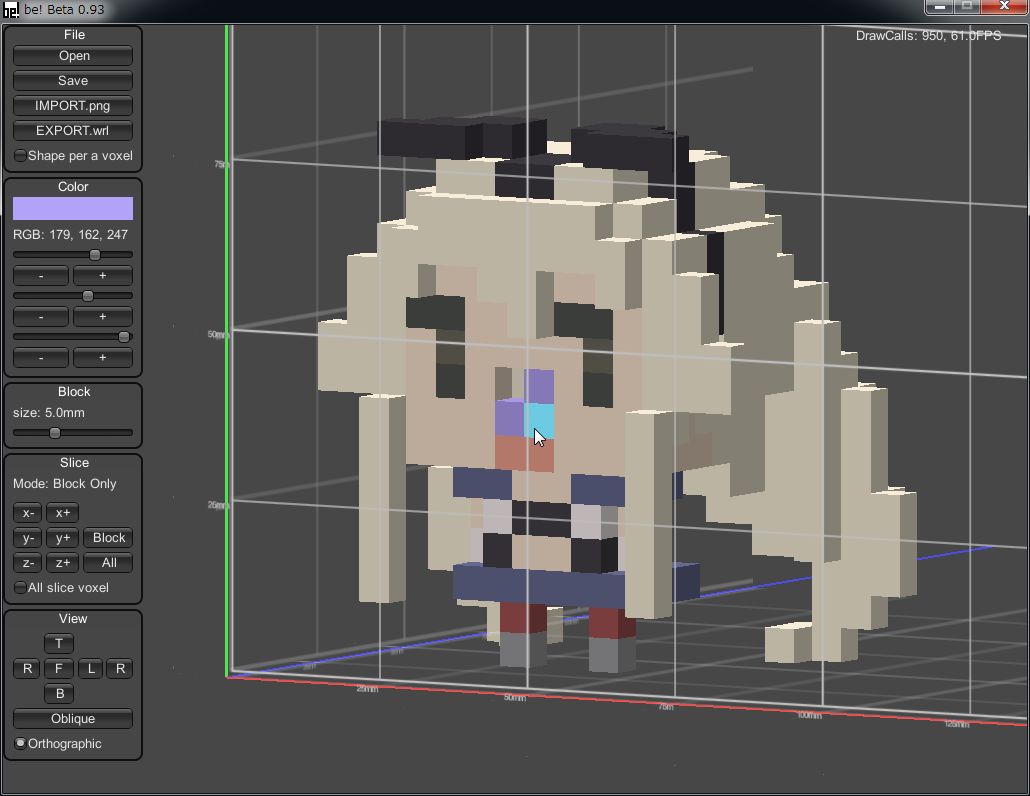 be! be! Beta 0.93
File
Open
Save
IMPORT.png
EXPORT.wrl
Shape per a voxel
Color
RGB: 179, 162, 247
- +
- +
- +
Block
size: 5.0mm
Slice
Mode: Block Only
x- x+
y- y+ Block
z- z+ All
All slice voxel
View
T
R F L R
B
Oblique
Orthographic
DrawCalls: 950, 61.0FPS
75m
50mm
25mm
25mm
50mm
75m
100mm
125mm